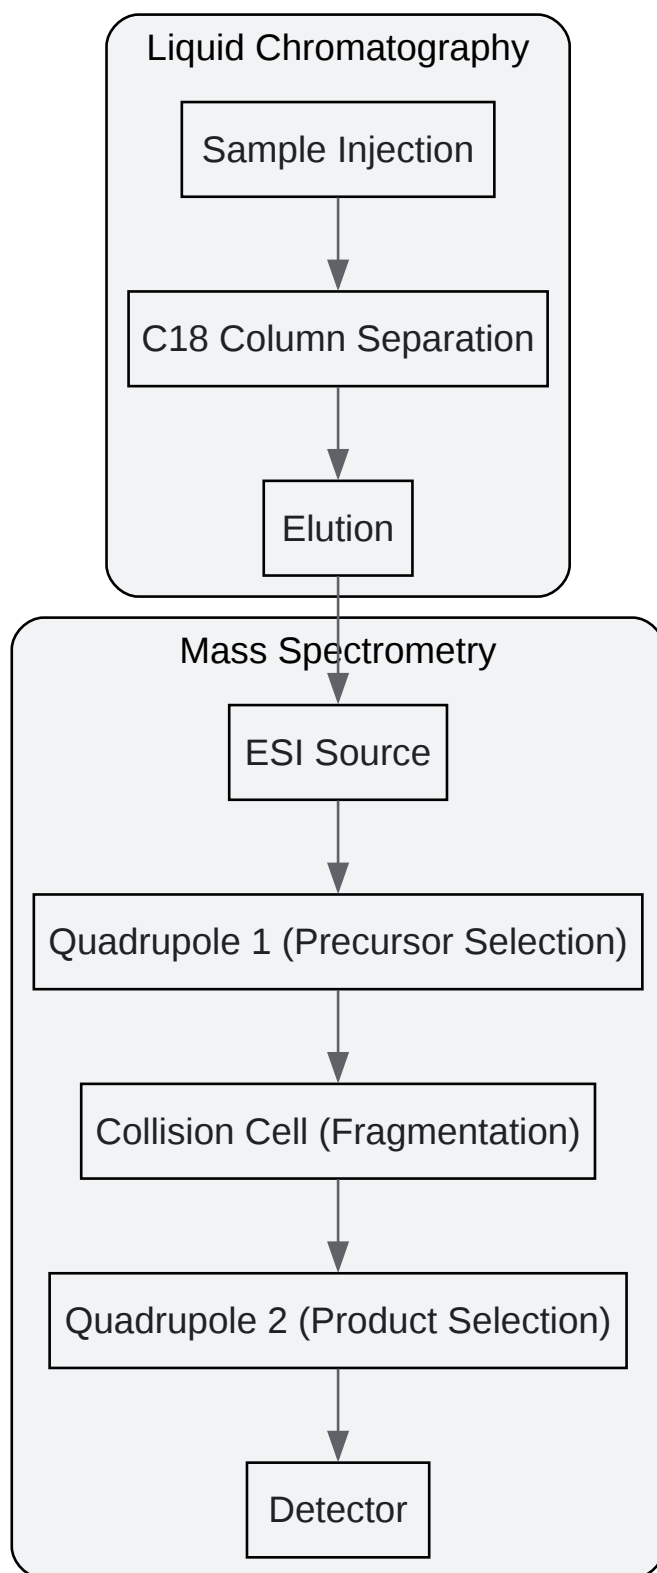 Liquid Chromatography
Sample Injection
C18 Column Separation
Elution
Mass Spectrometry
ESI Source
Quadrupole 1 (Precursor Selection)
Collision Cell (Fragmentation)
Quadrupole 2 (Product Selection)
Detector